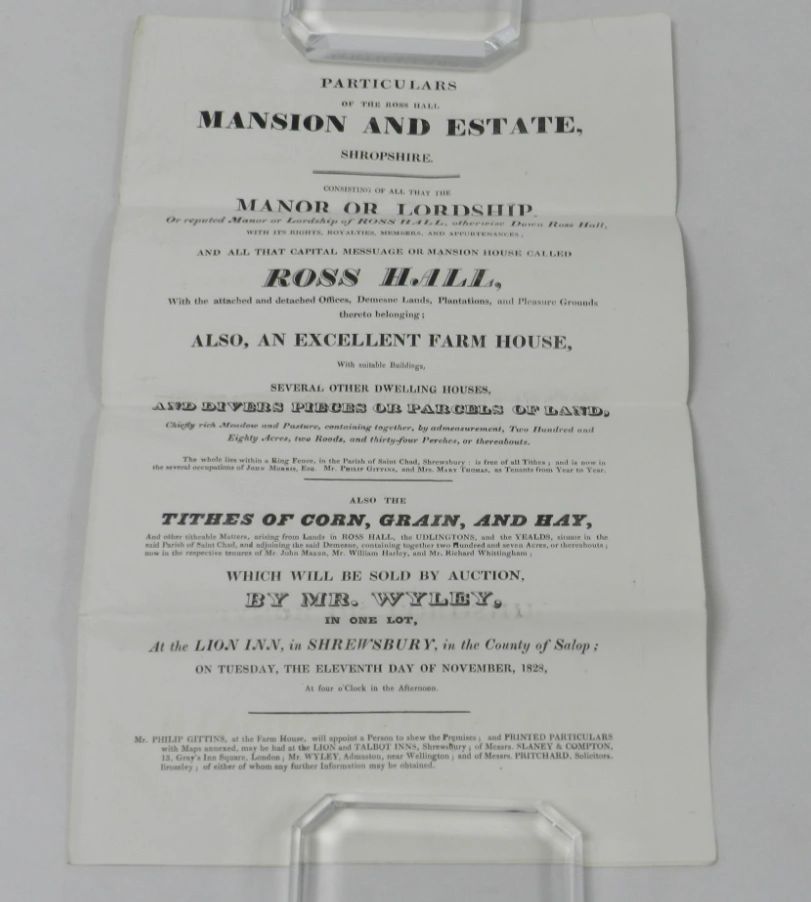 PARTICULARS
OF THE ROSS HALL
MANSION AND ESTATE,
SHROPSHIRE.
CONSISTING OF ALL THAT THE
MANOR OR LORDSHIP,
Or reputed Manor or Lordship of ROSS HALL, otherwise Down Ross Hall,
WITH ITS RIGHTS, ROYALTIES, MEMBERS, AND APPURTENANCES,
AND ALL THAT CAPITAL MESSUAGE OR MANSION HOUSE CALLED
ROSS HALL,
With the attached and detached Offices, Demesne Lands, Plantations, and Pleasure Grounds
thereto belonging;
ALSO, AN EXCELLENT FARM HOUSE,
With suitable Buildings,
SEVERAL OTHER DWELLING HOUSES,
AND DIVERS PIECES OR PARCELS OF LAND,
Chiefly rich Meadow and Pasture, containing together, by admeasurement, Two Hundred and
Eighty Acres, two Roods, and thirty-four Perches, or thereabouts.
The whole lies within a Ring Fence, in the Parish of Saint Chad, Shrewsbury: is free of all Tithes; and is now in
the several occupations of JOHN MORRIS, Esq. Mr. PHILIP GITTINS, and Mrs. MARY THOMAS, as Tenants from Year to Year.
ALSO THE
TITHES OF CORN, GRAIN, AND HAY,
And other titheable Matters, arising from Lands in ROSS HALL, the UDLINGTONS, and the YEALDS, situate in the
said Parish of Saint Chad, and adjoining the said Demesne, containing together two Hundred and seven Acres, or thereabouts;
now in the respective tenures of Mr. John Mason, Mr. William Harley, and Mr. Richard Whittingham;
WHICH WILL BE SOLD BY AUCTION,
BY MR. WYLEY,
IN ONE LOT,
At the LION INN, in SHREWSBURY, in the County of Salop;
ON TUESDAY, THE ELEVENTH DAY OF NOVEMBER, 1828,
At four o'Clock in the Afternoon.
Mr. PHILIP GITTINS, at the Farm House, will appoint a Person to shew the Premises; and PRINTED PARTICULARS
with Maps annexed, may be had at the LION and TALBOT INNS, Shrewsbury; of Messrs. SLANEY & COMPTON,
13, Gray's Inn Square, London; Mr. WYLEY, Admaston, near Wellington; and of Messrs. PRITCHARD, Solicitors,
Broseley; of either of whom any further Information may be obtained.